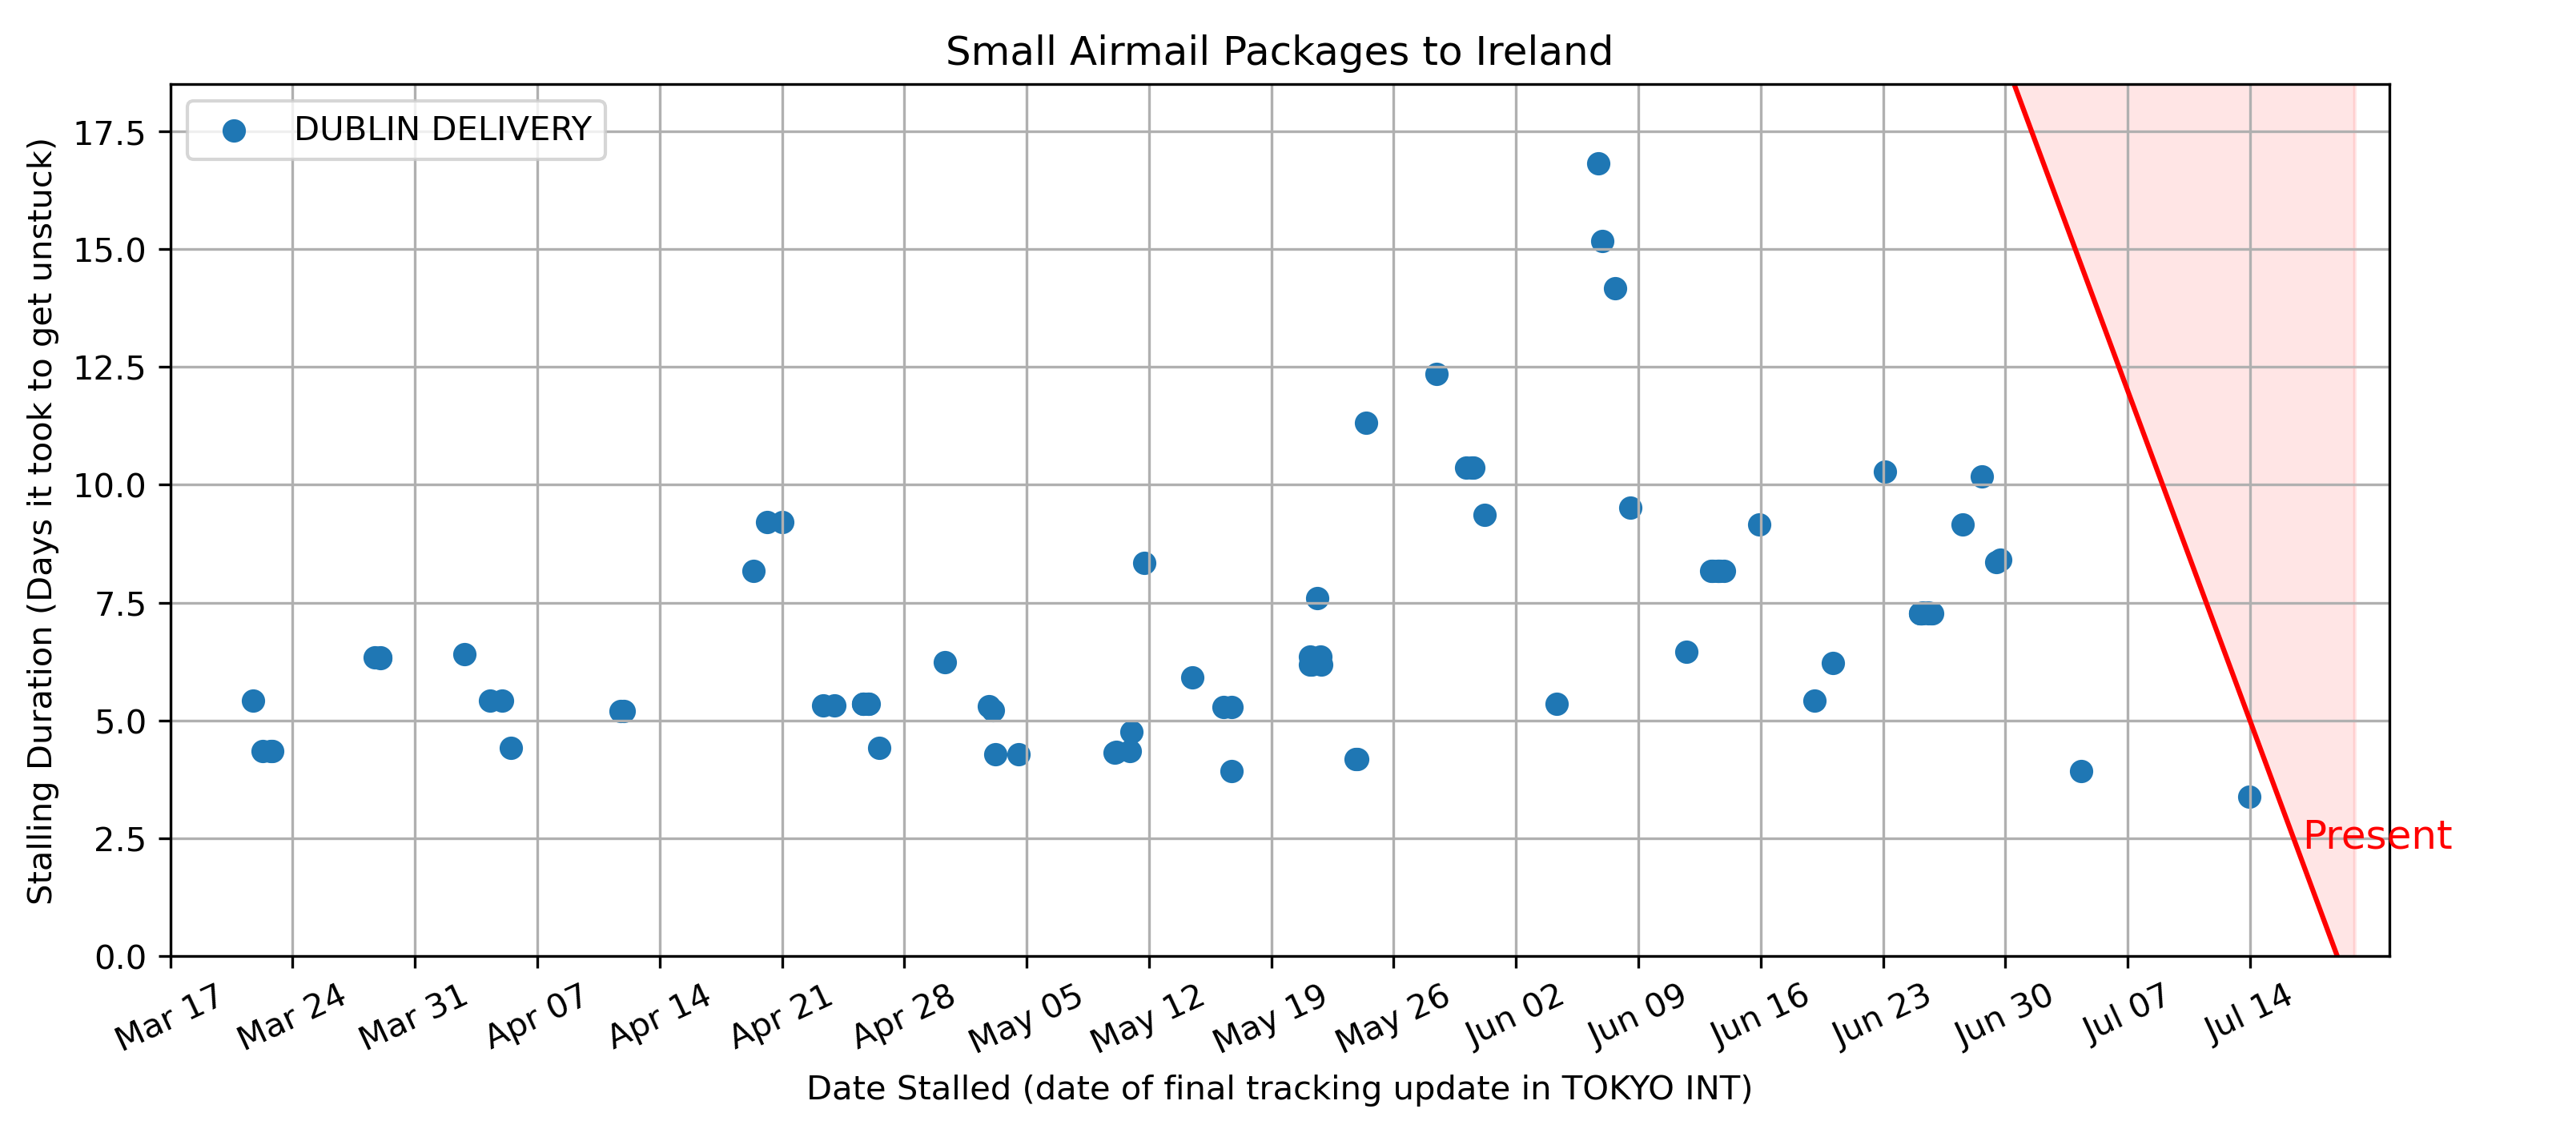 Small Airmail Packages to Ireland
DUBLIN DELIVERY
Stalling Duration (Days it took to get unstuck)
17.5
15.0
12.5
10.0
7.5
5.0
2.5
0.0
Present
Mar 17
Mar 24
Mar 31
Apr 07
Apr 14
Apr 21
Apr 28
May 05
May 12
May 19
May 26
Jun 02
Jun 09
Jun 16
Jun 23
Jun 30
Jul 07
Jul 14
Date Stalled (date of final tracking update in TOKYO INT)